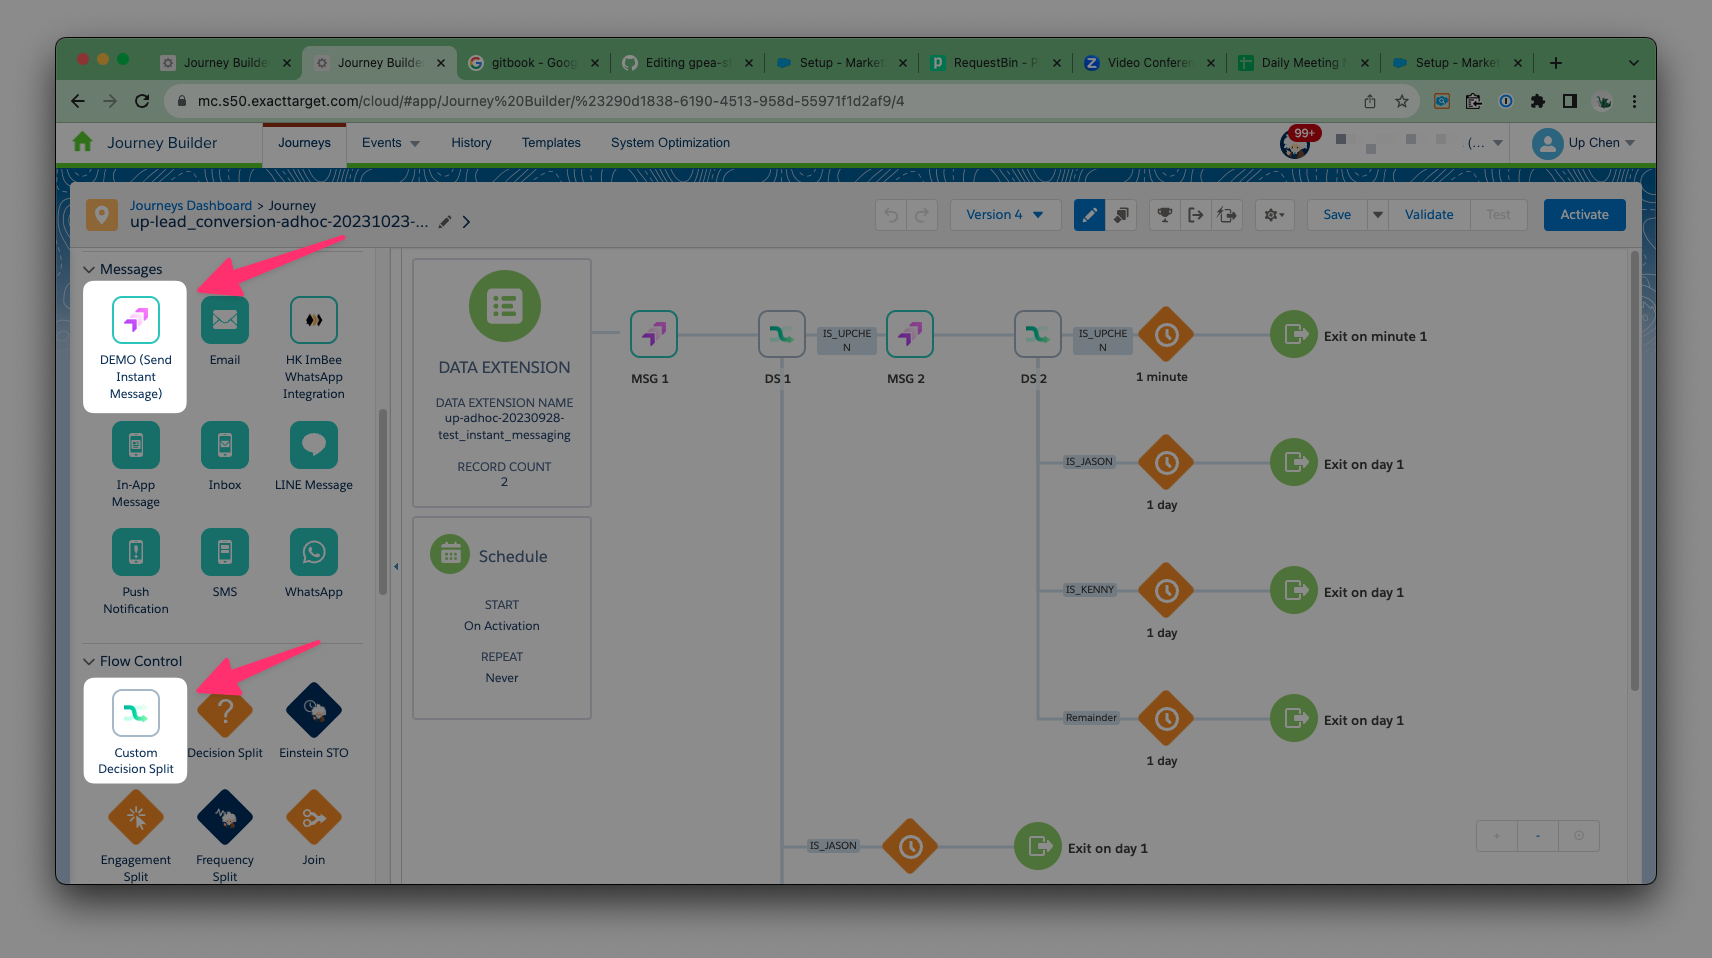 Journey Builde
Journey Builde
gitbook - Goog
Editing gpea-s
Setup - Market
RequestBin - P
Video Conferen
Daily Meeting
Setup - Market
mc.s50.exacttarget.com/cloud/#app/Journey%20Builder/%23290d1838-6190-4513-958d-55971f1d2af9/4
Journey Builder
Journeys
Events
History
Templates
System Optimization
99+
(...
Up Chen
Journeys Dashboard > Journey
up-lead_conversion-adhoc-20231023-...
Version 4
Save
Validate
Test
Activate
Messages
DEMO (Send
Instant
Message)
Email
HK ImBee
WhatsApp
Integration
In-App
Message
Inbox
LINE Message
Push
Notification
SMS
WhatsApp
Flow Control
Custom
Decision Split
Decision Split
Einstein STO
Engagement
Split
Frequency
Split
Join
DATA EXTENSION
DATA EXTENSION NAME
up-adhoc-20230928-
test_instant_messaging
RECORD COUNT
2
Schedule
START
On Activation
REPEAT
Never
MSG 1
DS 1
IS_UPCHE
N
MSG 2
DS 2
IS_UPCHE
N
1 minute
Exit on minute 1
IS_JASON
1 day
Exit on day 1
IS_KENNY
1 day
Exit on day 1
Remainder
1 day
Exit on day 1
IS_JASON
Exit on day 1